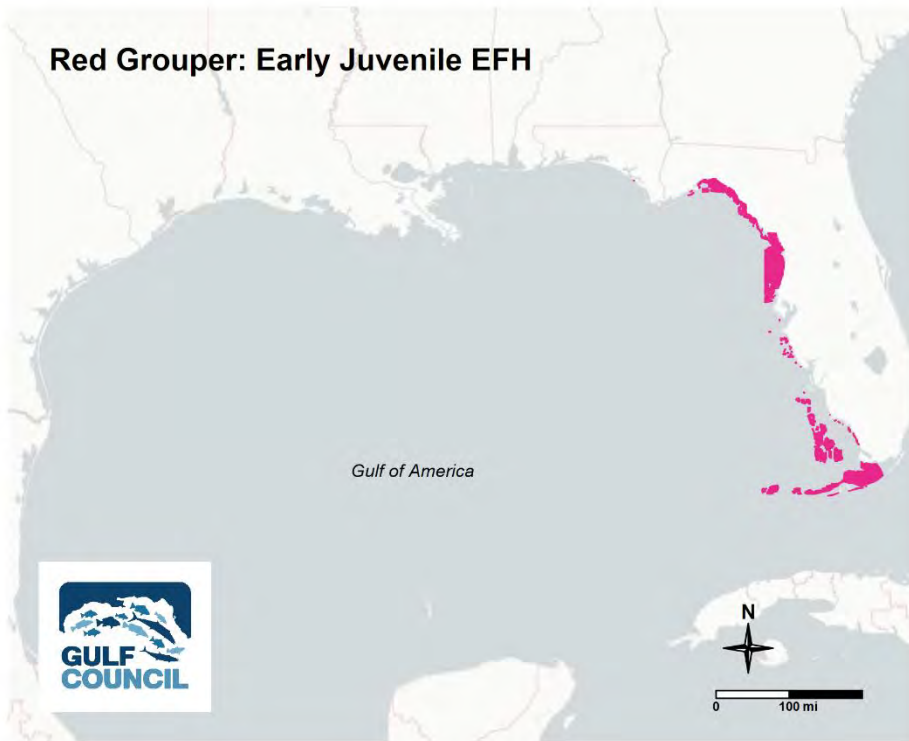 Red Grouper: Early Juvenile EFH
Gulf of America
GULF
COUNCIL
N
0 100 mi